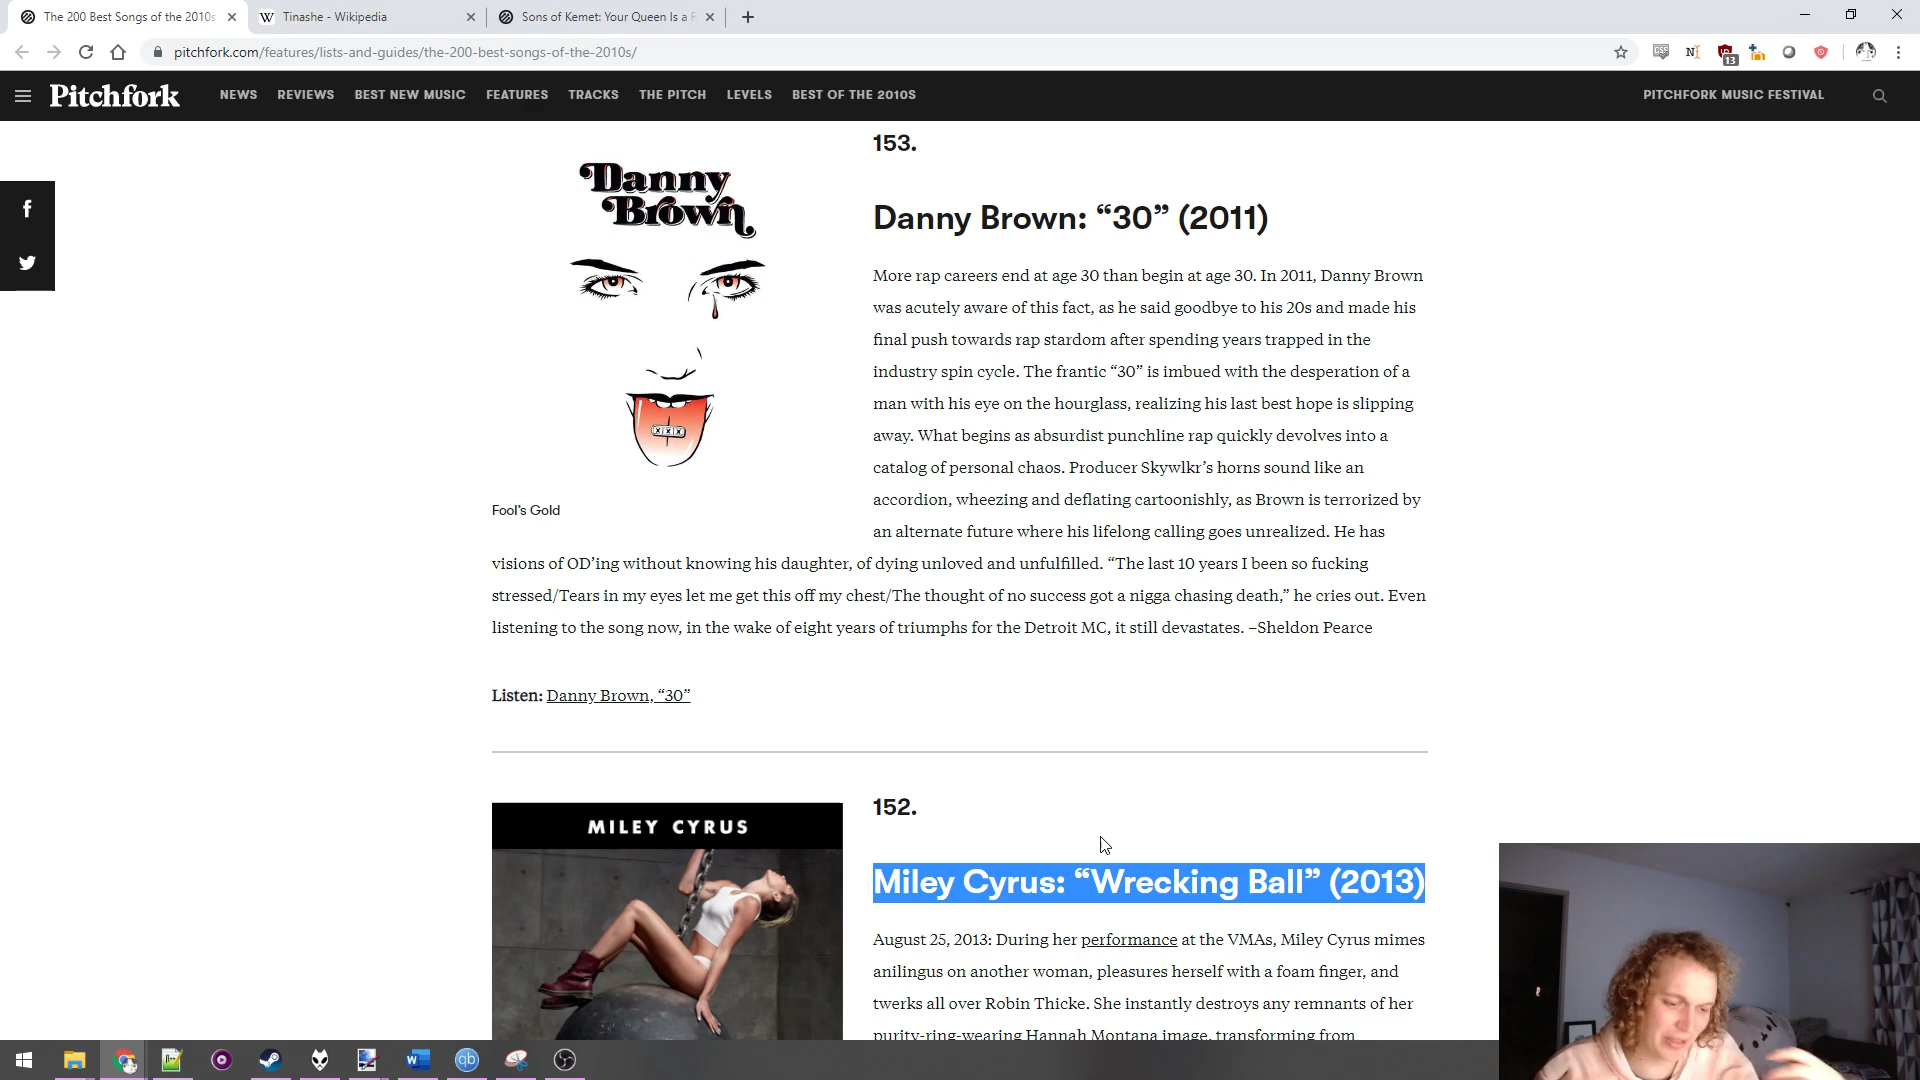 The 200 Best Songs of the 2010s
Tinashe - Wikipedia
Sons of Kemet: Your Queen Is a R
pitchfork.com/features/lists-and-guides/the-200-best-songs-of-the-2010s/
13
Pitchfork
NEWS REVIEWS BEST NEW MUSIC FEATURES TRACKS THE PITCH LEVELS BEST OF THE 2010S PITCHFORK MUSIC FESTIVAL
Danny
Brown
XXX
Fool's Gold
153.
Danny Brown: “30” (2011)
More rap careers end at age 30 than begin at age 30. In 2011, Danny Brown
was acutely aware of this fact, as he said goodbye to his 20s and made his
final push towards rap stardom after spending years trapped in the
industry spin cycle. The frantic “30” is imbued with the desperation of a
man with his eye on the hourglass, realizing his last best hope is slipping
away. What begins as absurdist punchline rap quickly devolves into a
catalog of personal chaos. Producer Skywlkr’s horns sound like an
accordion, wheezing and deflating cartoonishly, as Brown is terrorized by
an alternate future where his lifelong calling goes unrealized. He has
visions of OD’ing without knowing his daughter, of dying unloved and unfulfilled. “The last 10 years I been so fucking
stressed/Tears in my eyes let me get this off my chest/The thought of no success got a nigga chasing death,” he cries out. Even
listening to the song now, in the wake of eight years of triumphs for the Detroit MC, it still devastates. –Sheldon Pearce
Listen: Danny Brown, “30”
MILEY CYRUS
152.
Miley Cyrus: “Wrecking Ball” (2013)
August 25, 2013: During her performance at the VMAs, Miley Cyrus mimes
anilingus on another woman, pleasures herself with a foam finger, and
twerks all over Robin Thicke. She instantly destroys any remnants of her
purity-ring-wearing Hannah Montana image, transforming from